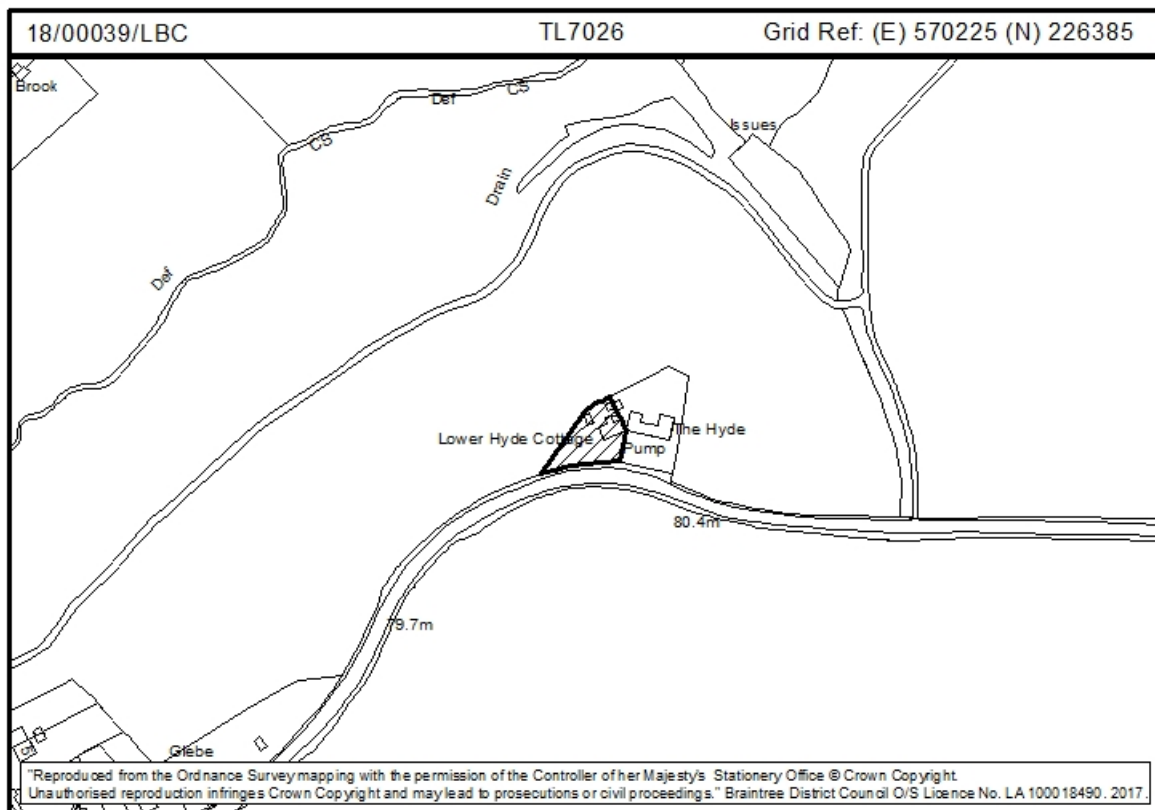 18/00039/LBC TL7026 Grid Ref: (E) 570225 (N) 226385
Brook
Def
CS
CS
Issues
Drain
Def
Lower Hyde Cottage
The Hyde
Pump
80.4m
79.7m
Glebe
5
"Reproduced from the Ordnance Survey mapping with the permission of the Controller of her Majesty's Stationery Office © Crown Copyright.
Unauthorised reproduction infringes Crown Copyright and may lead to prosecutions or civil proceedings." Braintree District Council O/S Licence No. LA 100018490. 2017.